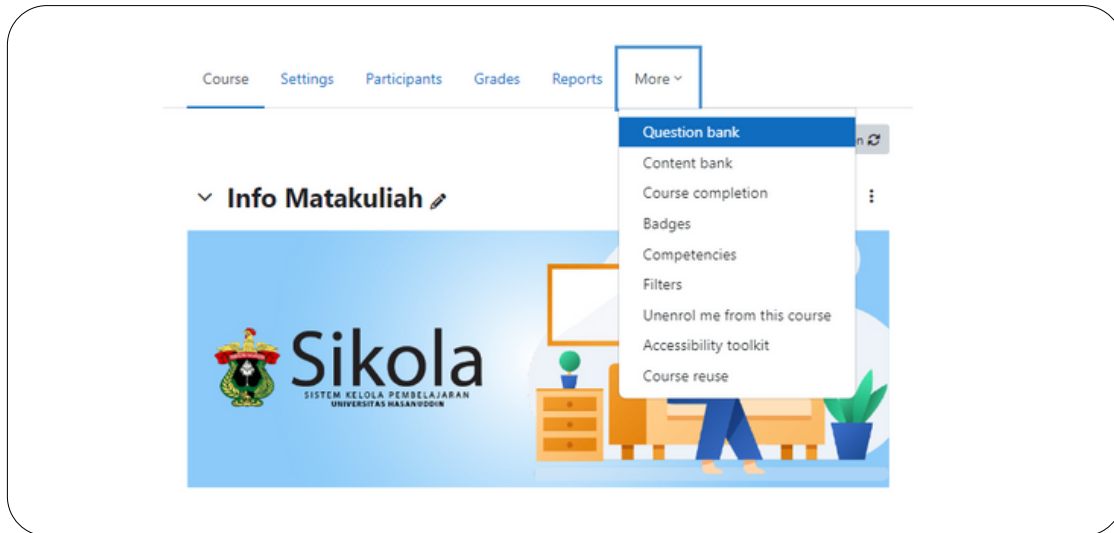 Course Settings Participants Grades Reports More
Question bank
Content bank
Course completion
Badges
Competencies
Filters
Unenrol me from this course
Accessibility toolkit
Course reuse
Info Matakuliah
Sikola
SISTEM KELOLA PEMBELAJARAN
UNIVERSITAS HASANUDDIN